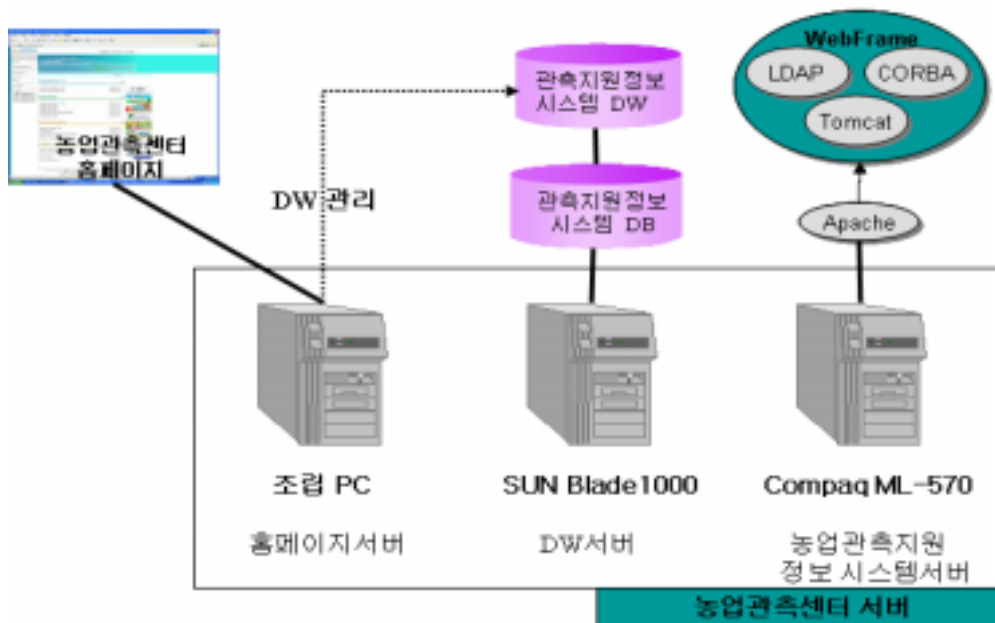 농업관측센터
홈페이지
DW 관리
관측지원정보
시스템 DW
관측지원정보
시스템 DB
WebFrame
LDAP
CORBA
Tomcat
Apache
조립 PC
SUN Blade1000
Compaq ML-570
홈페이지서버
DW서버
농업관측지원
정보 시스템서버
농업관측센터 서버